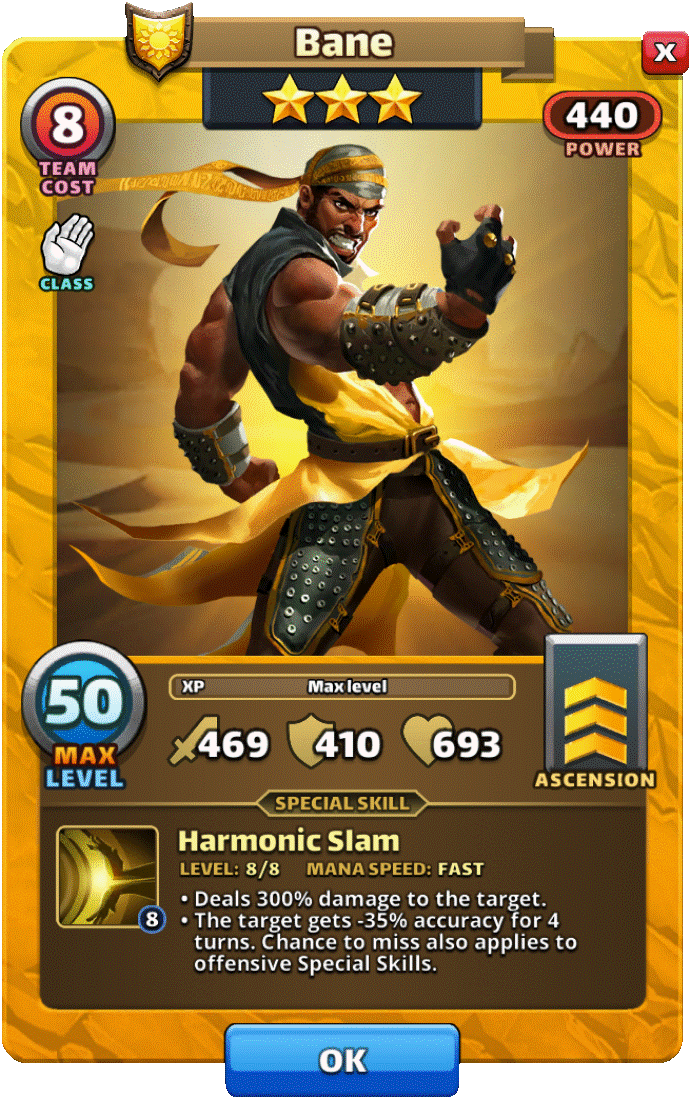 Bane
X
8
TEAM
COST
440
POWER
CLASS
50
MAX
LEVEL
XP Max level
469 410 693
ASCENSION
SPECIAL SKILL
Harmonic Slam
LEVEL: 8/8 MANA SPEED: FAST
8
• Deals 300% damage to the target.
• The target gets -35% accuracy for 4
turns. Chance to miss also applies to
offensive Special Skills.
OK